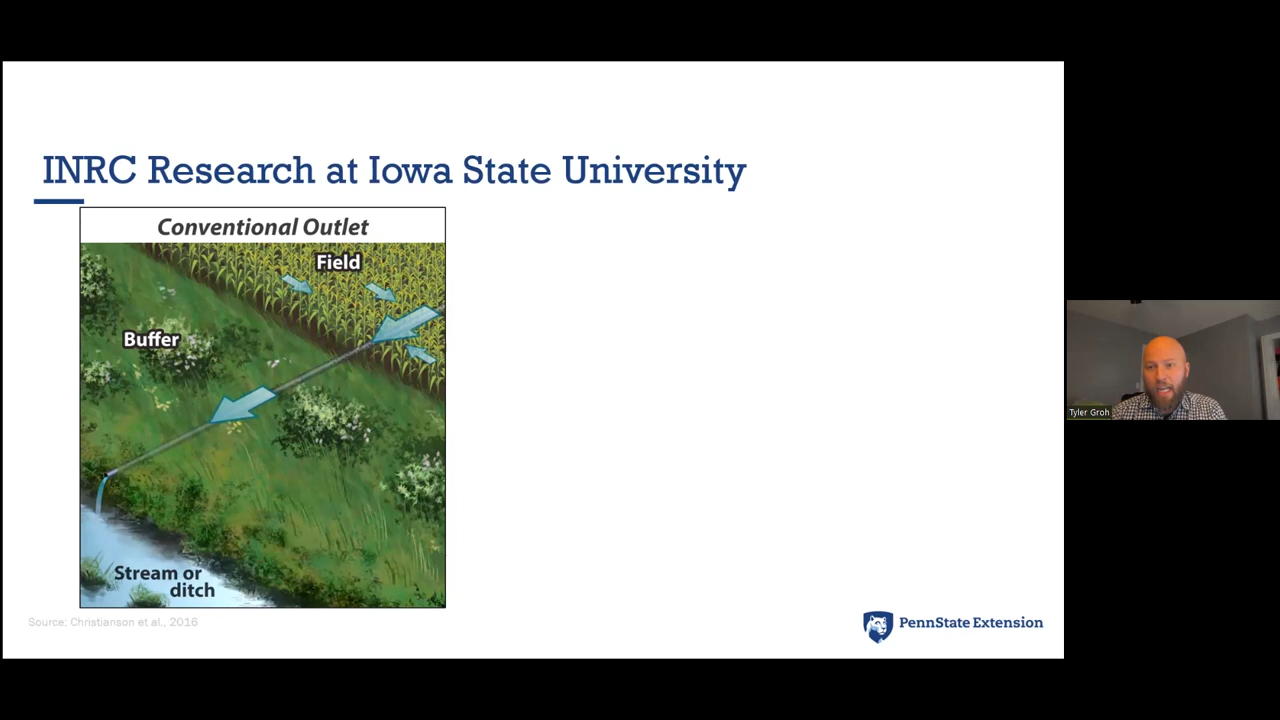 INRC Research at Iowa State University
Conventional Outlet
Field
Buffer
Stream or
ditch
Source: Christianson et al., 2016
PennState Extension
Tyler Groh